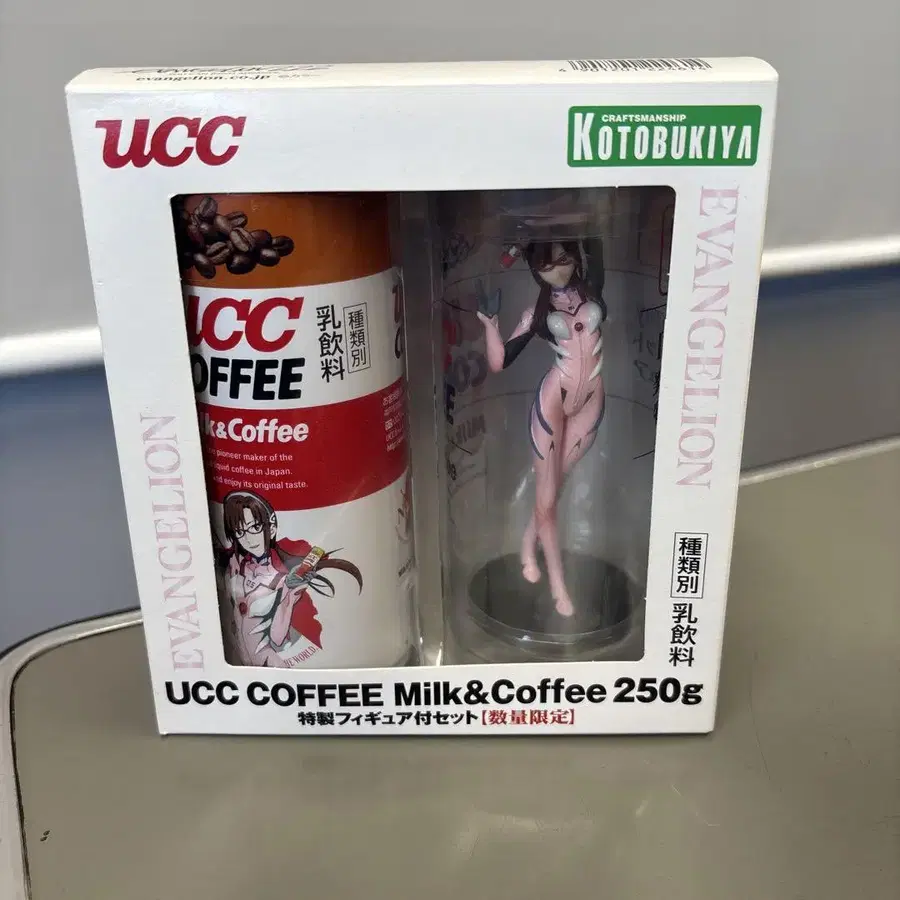 evangelion.co.jp
UCC
CRAFTSMANSHIP
KOTOBUKIYA
EVANGELION
EVANGELION
UCC
COFFEE
種類別
乳飲料
Milk&Coffee
pioneer maker of the
liquid coffee in Japan.
and enjoy its original taste.
WORLD.
種類別
乳飲料
UCC COFFEE Milk&Coffee 250g
特製フィギュア付セット【数量限定】